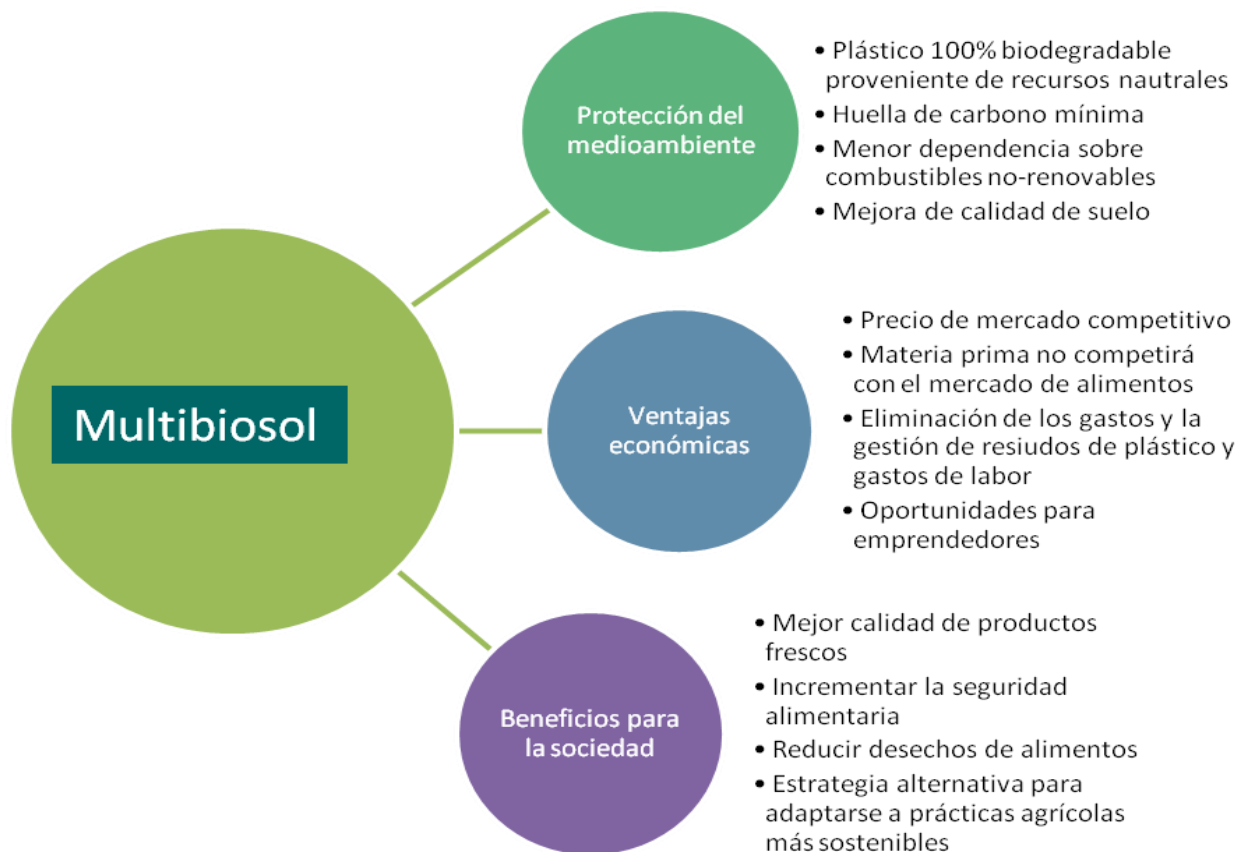 Multibiosol
Protección del
medioambiente
• Plástico 100% biodegradable
proveniente de recursos nautrales
• Huella de carbono mínima
• Menor dependencia sobre
combustibles no-renovables
• Mejora de calidad de suelo
Ventajas
económicas
• Precio de mercado competitivo
• Materia prima no competirá
con el mercado de alimentos
• Eliminación de los gastos y la
gestión de resiudos de plástico y
gastos de labor
• Oportunidades para
emprendedores
Beneficios para
la sociedad
• Mejor calidad de productos
frescos
• Incrementar la seguridad
alimentaria
• Reducir desechos de alimentos
• Estrategia alternativa para
adaptarse a prácticas agrícolas
más sostenibles